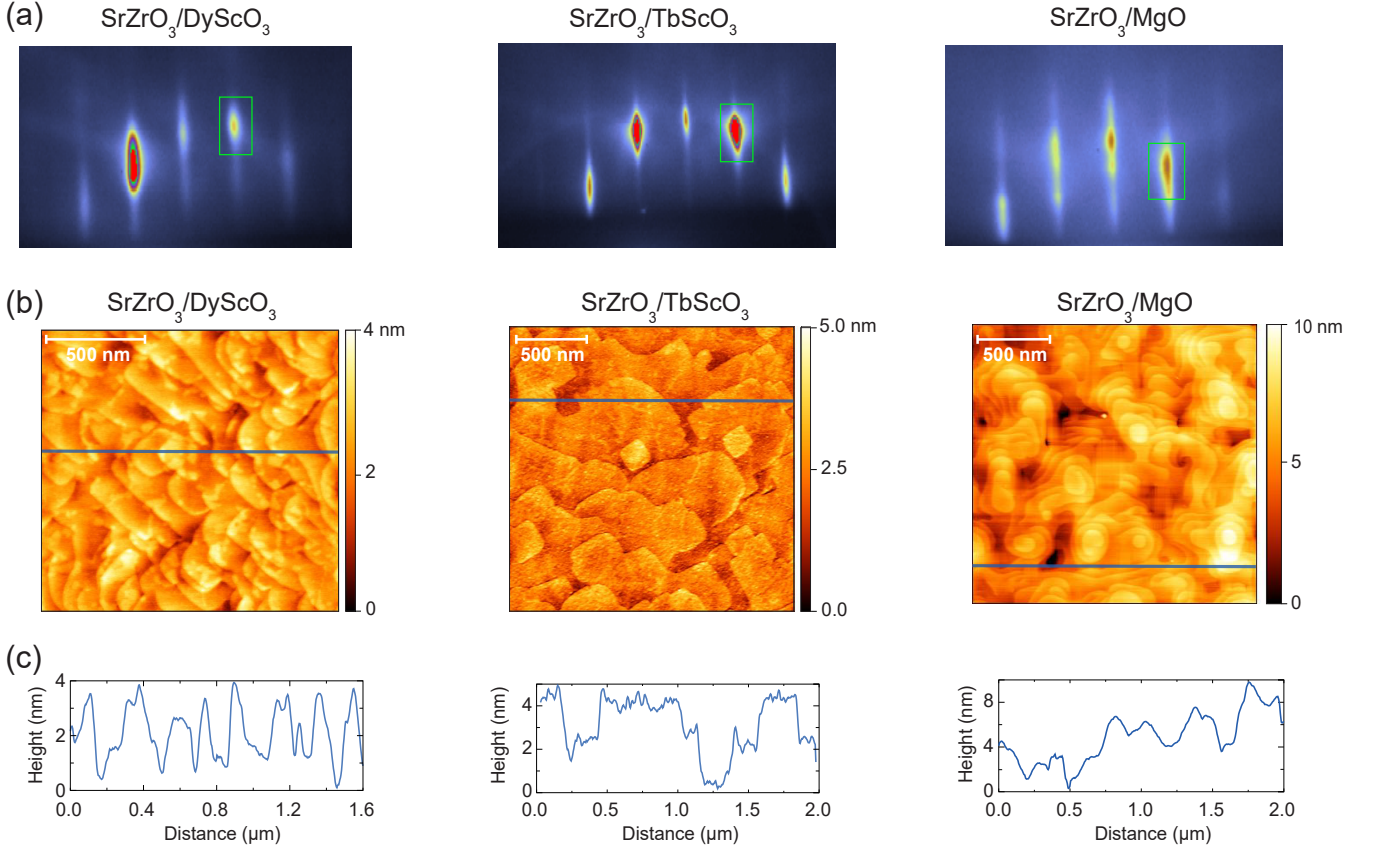 (a)
SrZrO₃/DyScO₃
SrZrO₃/TbScO₃
SrZrO₃/MgO
(b)
SrZrO₃/DyScO₃
SrZrO₃/TbScO₃
SrZrO₃/MgO
500 nm
4 nm
2
0
500 nm
5.0 nm
2.5
0.0
500 nm
10 nm
5
0
(c)
Height (nm)
4
2
0
0.0 0.4 0.8 1.2 1.6
Distance (µm)
Height (nm)
4
2
0
0.0 0.5 1.0 1.5 2.0
Distance (µm)
Height (nm)
8
4
0
0.0 0.5 1.0 1.5 2.0
Distance (µm)